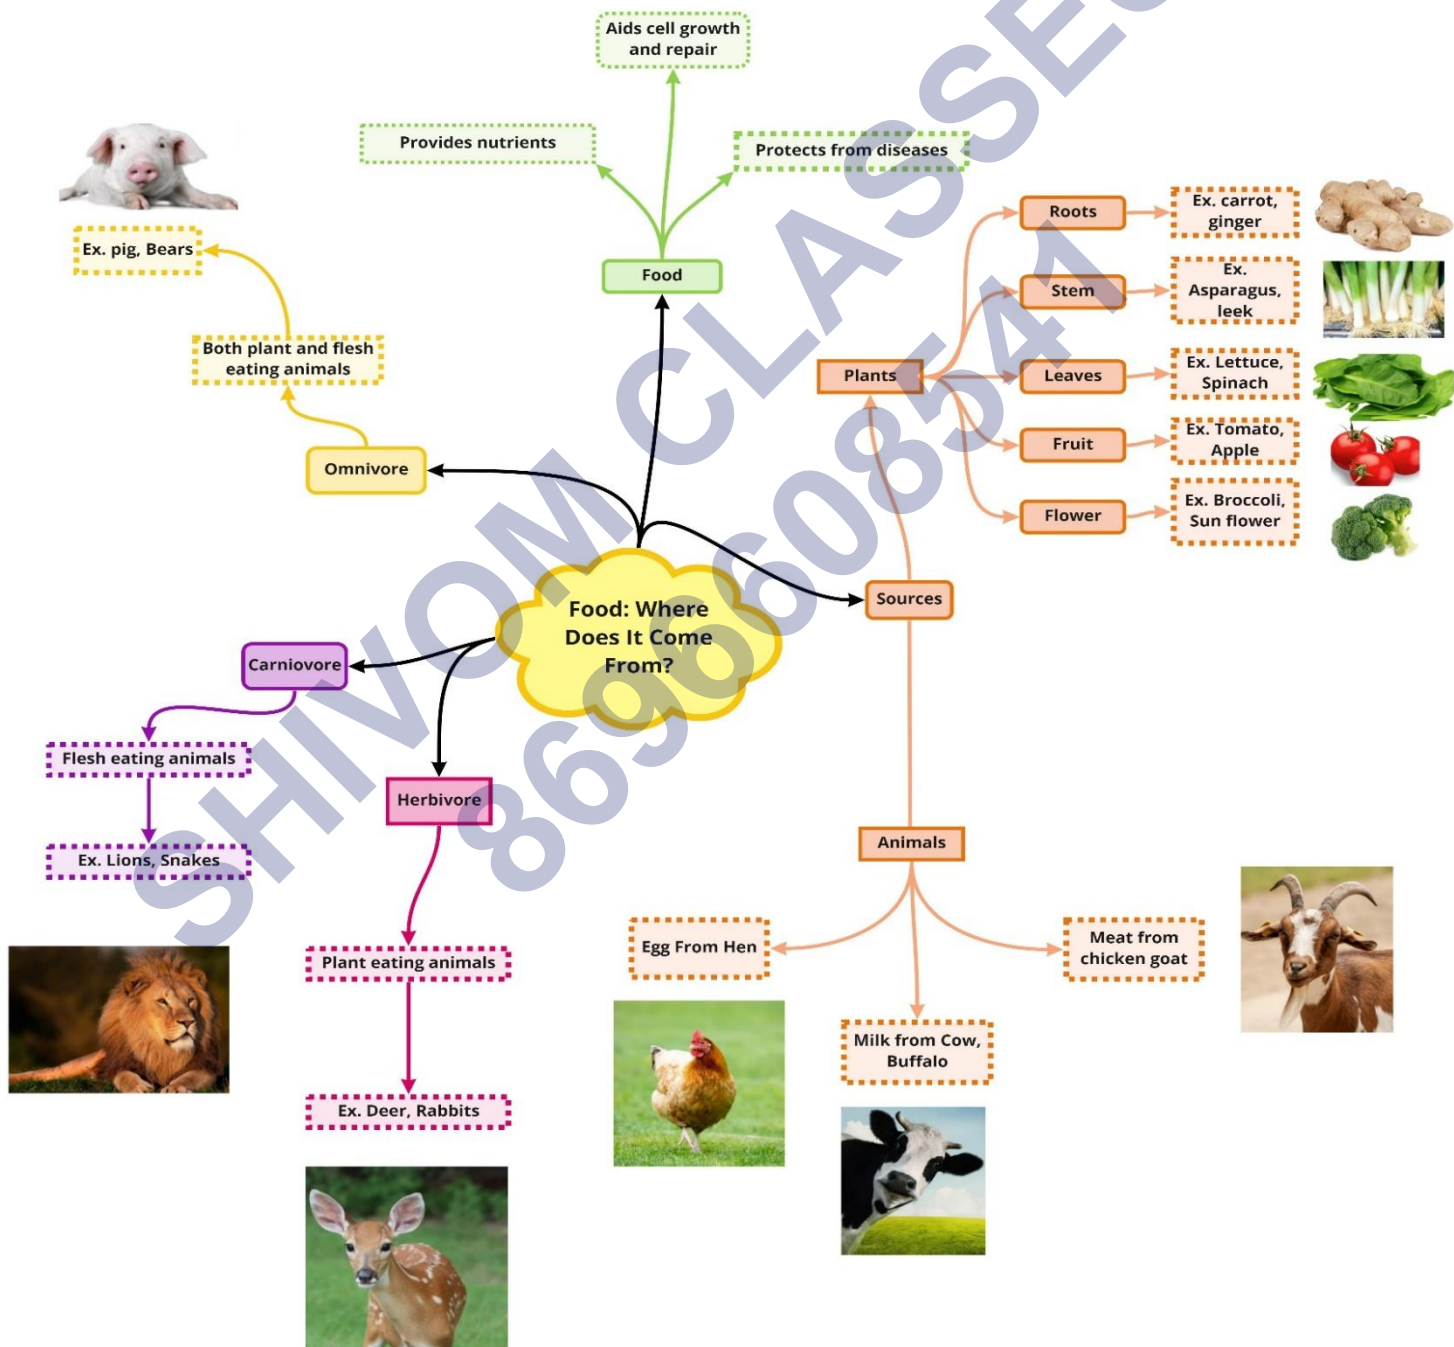 Aids cell growth
and repair
Provides nutrients
Protects from diseases
Food
Roots
Ex. carrot,
ginger
Stem
Ex.
Asparagus,
leek
Plants
Leaves
Ex. Lettuce,
Spinach
Fruit
Ex. Tomato,
Apple
Flower
Ex. Broccoli,
Sun flower
Ex. pig, Bears
Both plant and flesh
eating animals
Omnivore
Food: Where
Does It Come
From?
Sources
Carniovore
Flesh eating animals
Ex. Lions, Snakes
Herbivore
Plant eating animals
Ex. Deer, Rabbits
Animals
Egg From Hen
Milk from Cow,
Buffalo
Meat from
chicken goat
SHIVOM CLASSES
8696608541